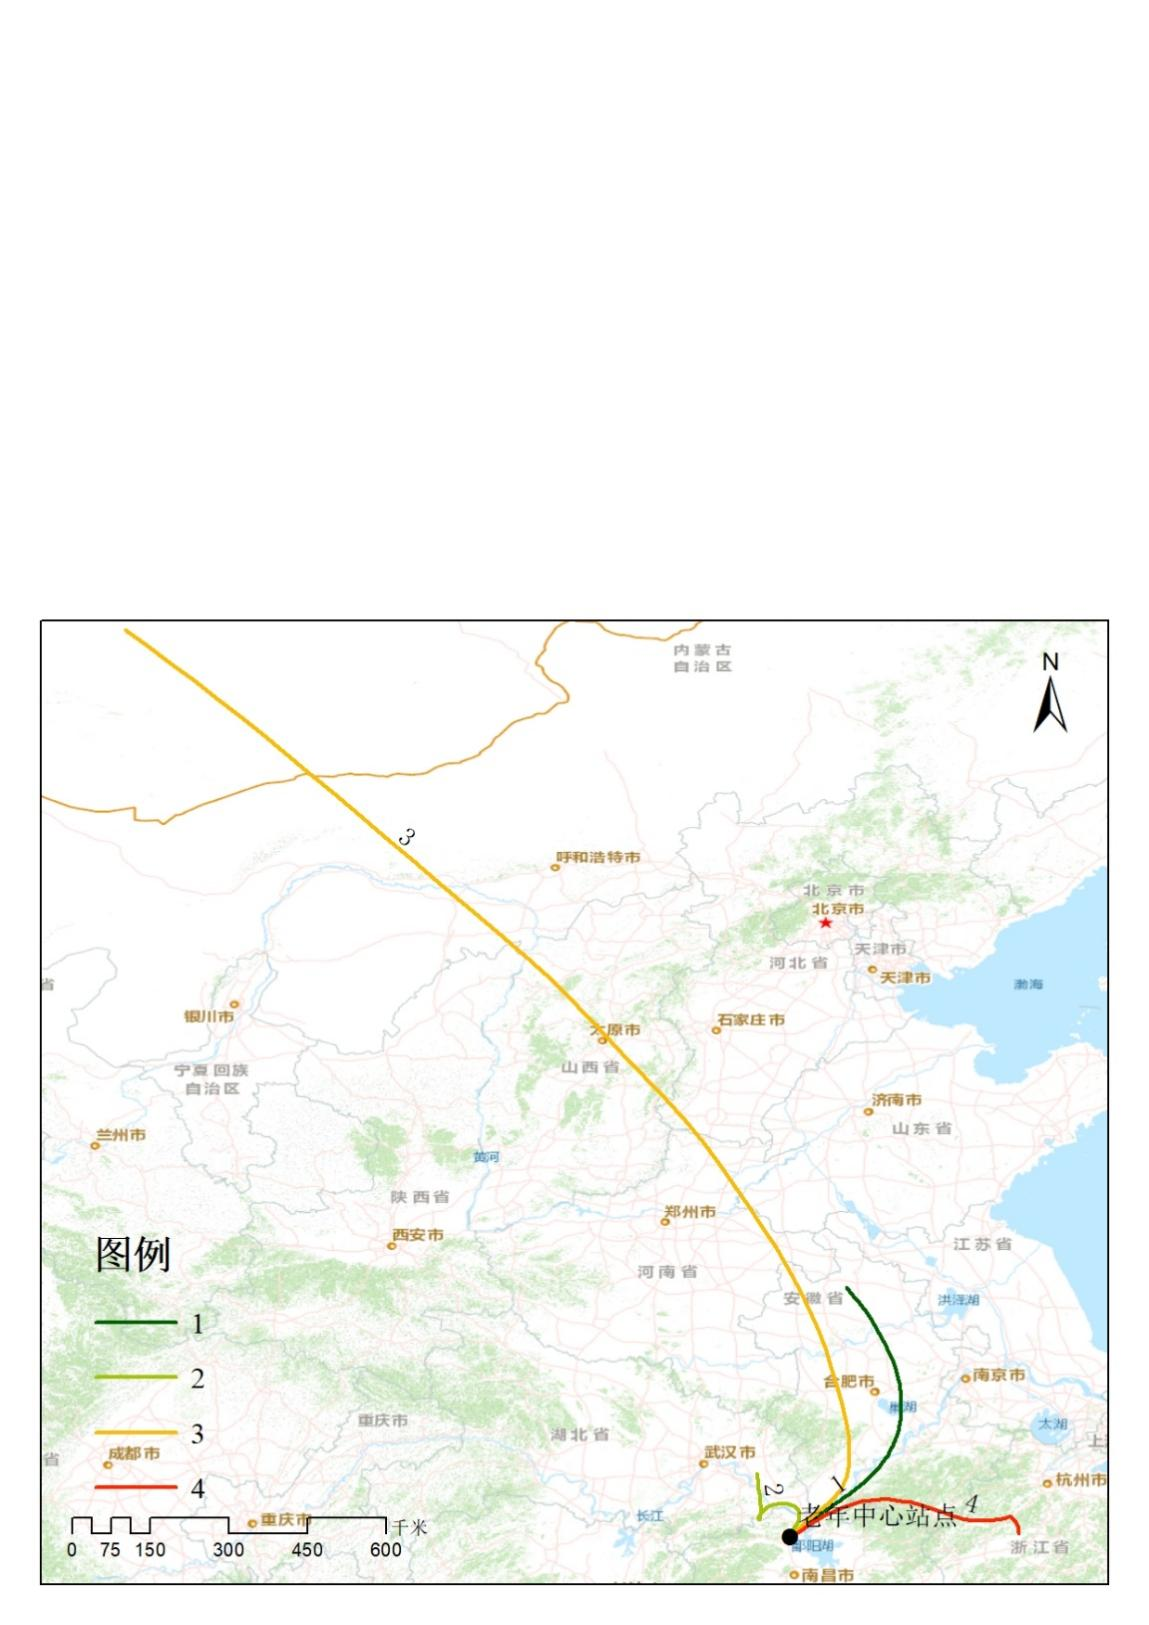 内蒙古
自治区
N
3
呼和浩特市
北京市
北京市
天津市
河北省
天津市
省
渤海
银川市
太原市
石家庄市
山西省
宁夏回族
自治区
济南市
山东省
兰州市
黄河
陕西省
郑州市
西安市
江苏省
图例
河南省
安徽省
洪泽湖
1
合肥市
南京市
2
巢湖
重庆市
太湖
3
湖北省
上
成都市
武汉市
省
杭州市
4
2
1
4
老年中心站点
长江
重庆市
千米
鄱阳湖
浙江省
0 75 150 300 450 600
南昌市